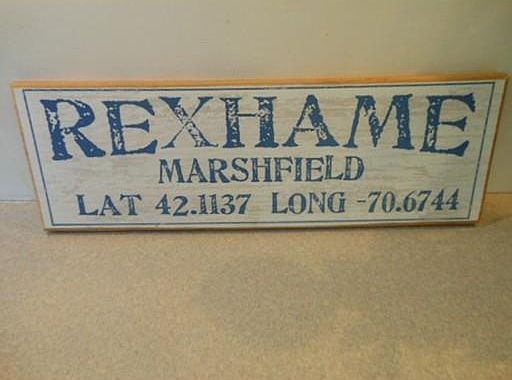 REXHAME
MARSHFIELD
LAT 42.1137 LONG -70.6744